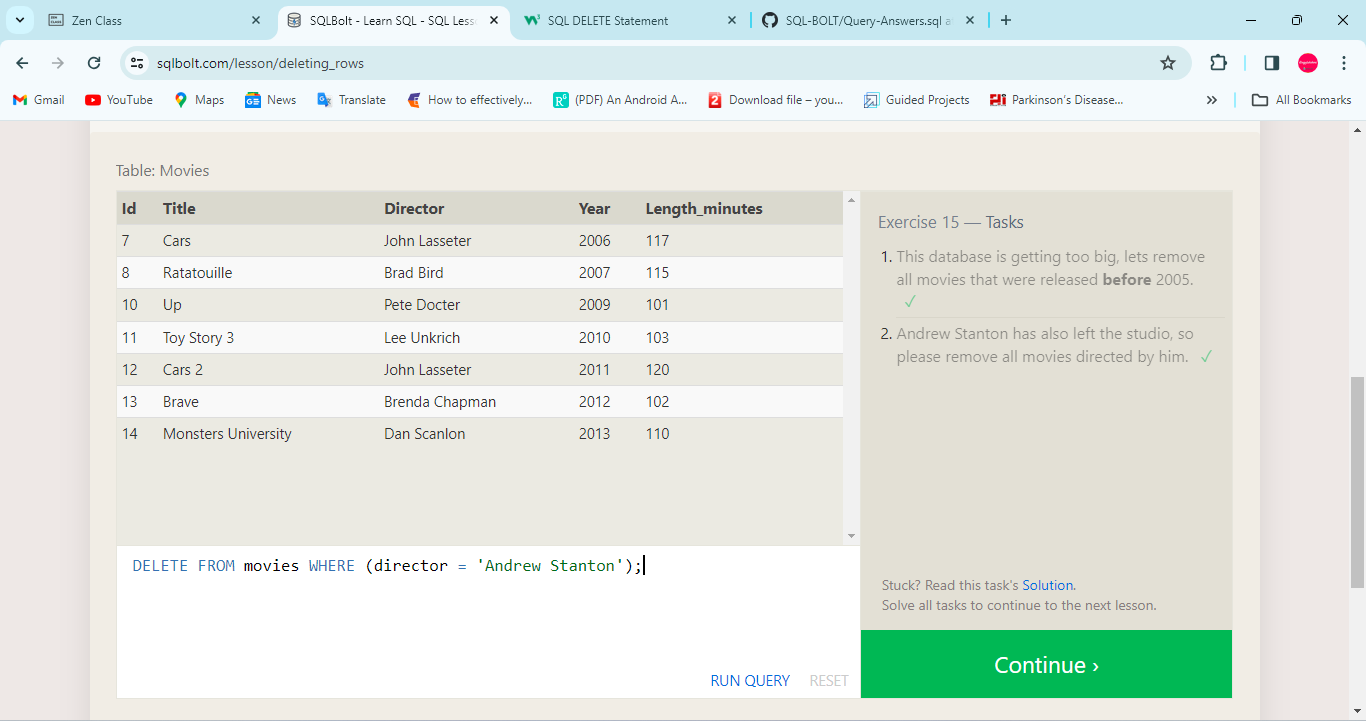 Zen Class
SQLBolt - Learn SQL - SQL Less
SQL DELETE Statement
SQL-BOLT/Query-Answers.sql a
sqlbolt.com/lesson/deleting_rows
Gmail
YouTube
Maps
News
Translate
How to effectively...
(PDF) An Android A...
Download file – you...
Guided Projects
Parkinson's Disease...
»
All Bookmarks
Table: Movies
Id Title Director Year Length_minutes
7 Cars John Lasseter 2006 117
8 Ratatouille Brad Bird 2007 115
10 Up Pete Docter 2009 101
11 Toy Story 3 Lee Unkrich 2010 103
12 Cars 2 John Lasseter 2011 120
13 Brave Brenda Chapman 2012 102
14 Monsters University Dan Scanlon 2013 110
DELETE FROM movies WHERE (director = 'Andrew Stanton');
RUN QUERY RESET
Exercise 15 — Tasks
1. This database is getting too big, lets remove
all movies that were released before 2005.
✓
2. Andrew Stanton has also left the studio, so
please remove all movies directed by him. ✓
Stuck? Read this task's Solution.
Solve all tasks to continue to the next lesson.
Continue ›